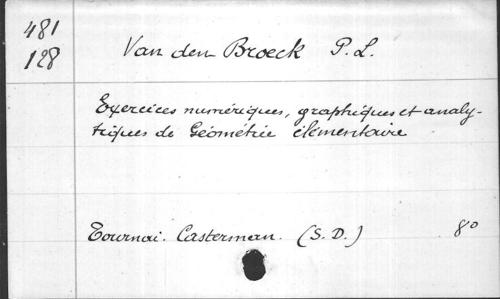 481
128
Van den Broeck P. L.
Exercices numériques, graphiques et analy-
tiques de Géométrie élémentaire
Tournai. Casterman. (S. D.) 8°